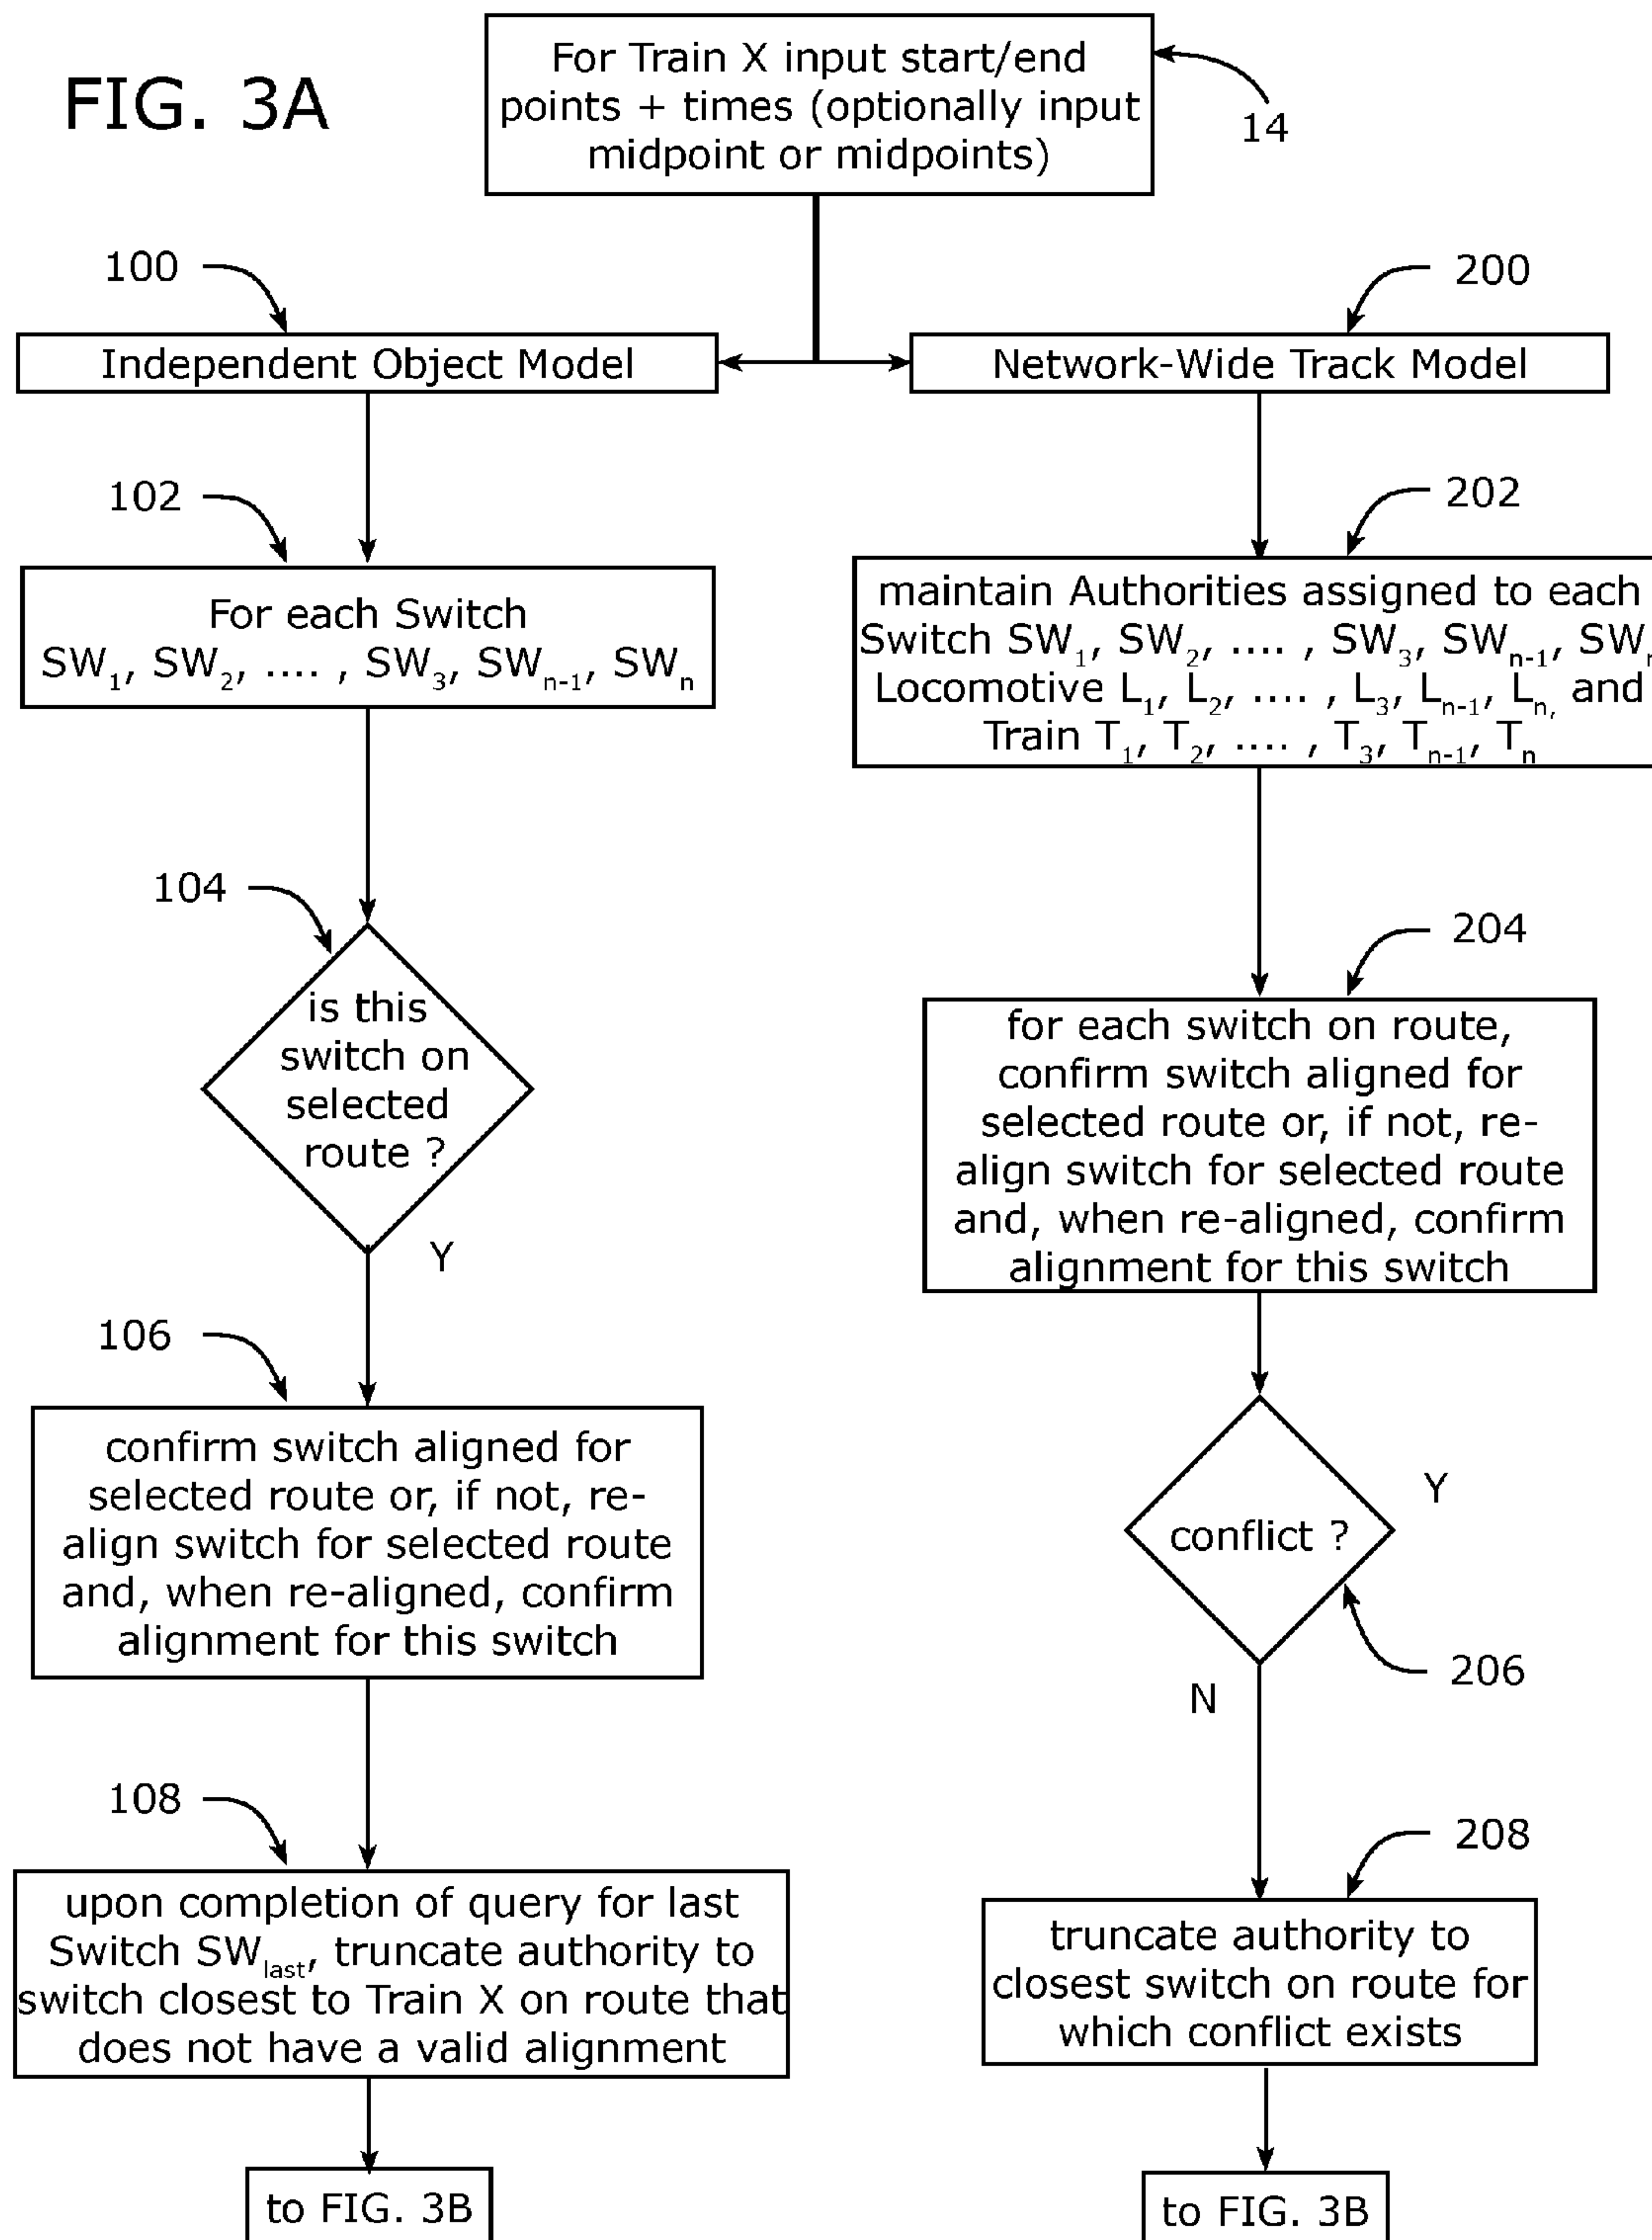 FIG. 3A
For Train X input start/end
points + times (optionally input
midpoint or midpoints)
14
100
200
Independent Object Model
Network-Wide Track Model
102
For each Switch
SW1, SW2, .... , SW3, SWn-1, SWn
202
maintain Authorities assigned to each
Switch SW1, SW2, .... , SW3, SWn-1, SWn
Locomotive L1, L2, .... , L3, Ln-1, Ln, and
Train T1, T2, .... , T3, Tn-1, Tn
104
is this
switch on
selected
route ?
Y
204
for each switch on route,
confirm switch aligned for
selected route or, if not, re-
align switch for selected route
and, when re-aligned, confirm
alignment for this switch
106
confirm switch aligned for
selected route or, if not, re-
align switch for selected route
and, when re-aligned, confirm
alignment for this switch
conflict ?
Y
206
N
108
upon completion of query for last
Switch SWlast, truncate authority to
switch closest to Train X on route that
does not have a valid alignment
208
truncate authority to
closest switch on route for
which conflict exists
to FIG. 3B
to FIG. 3B